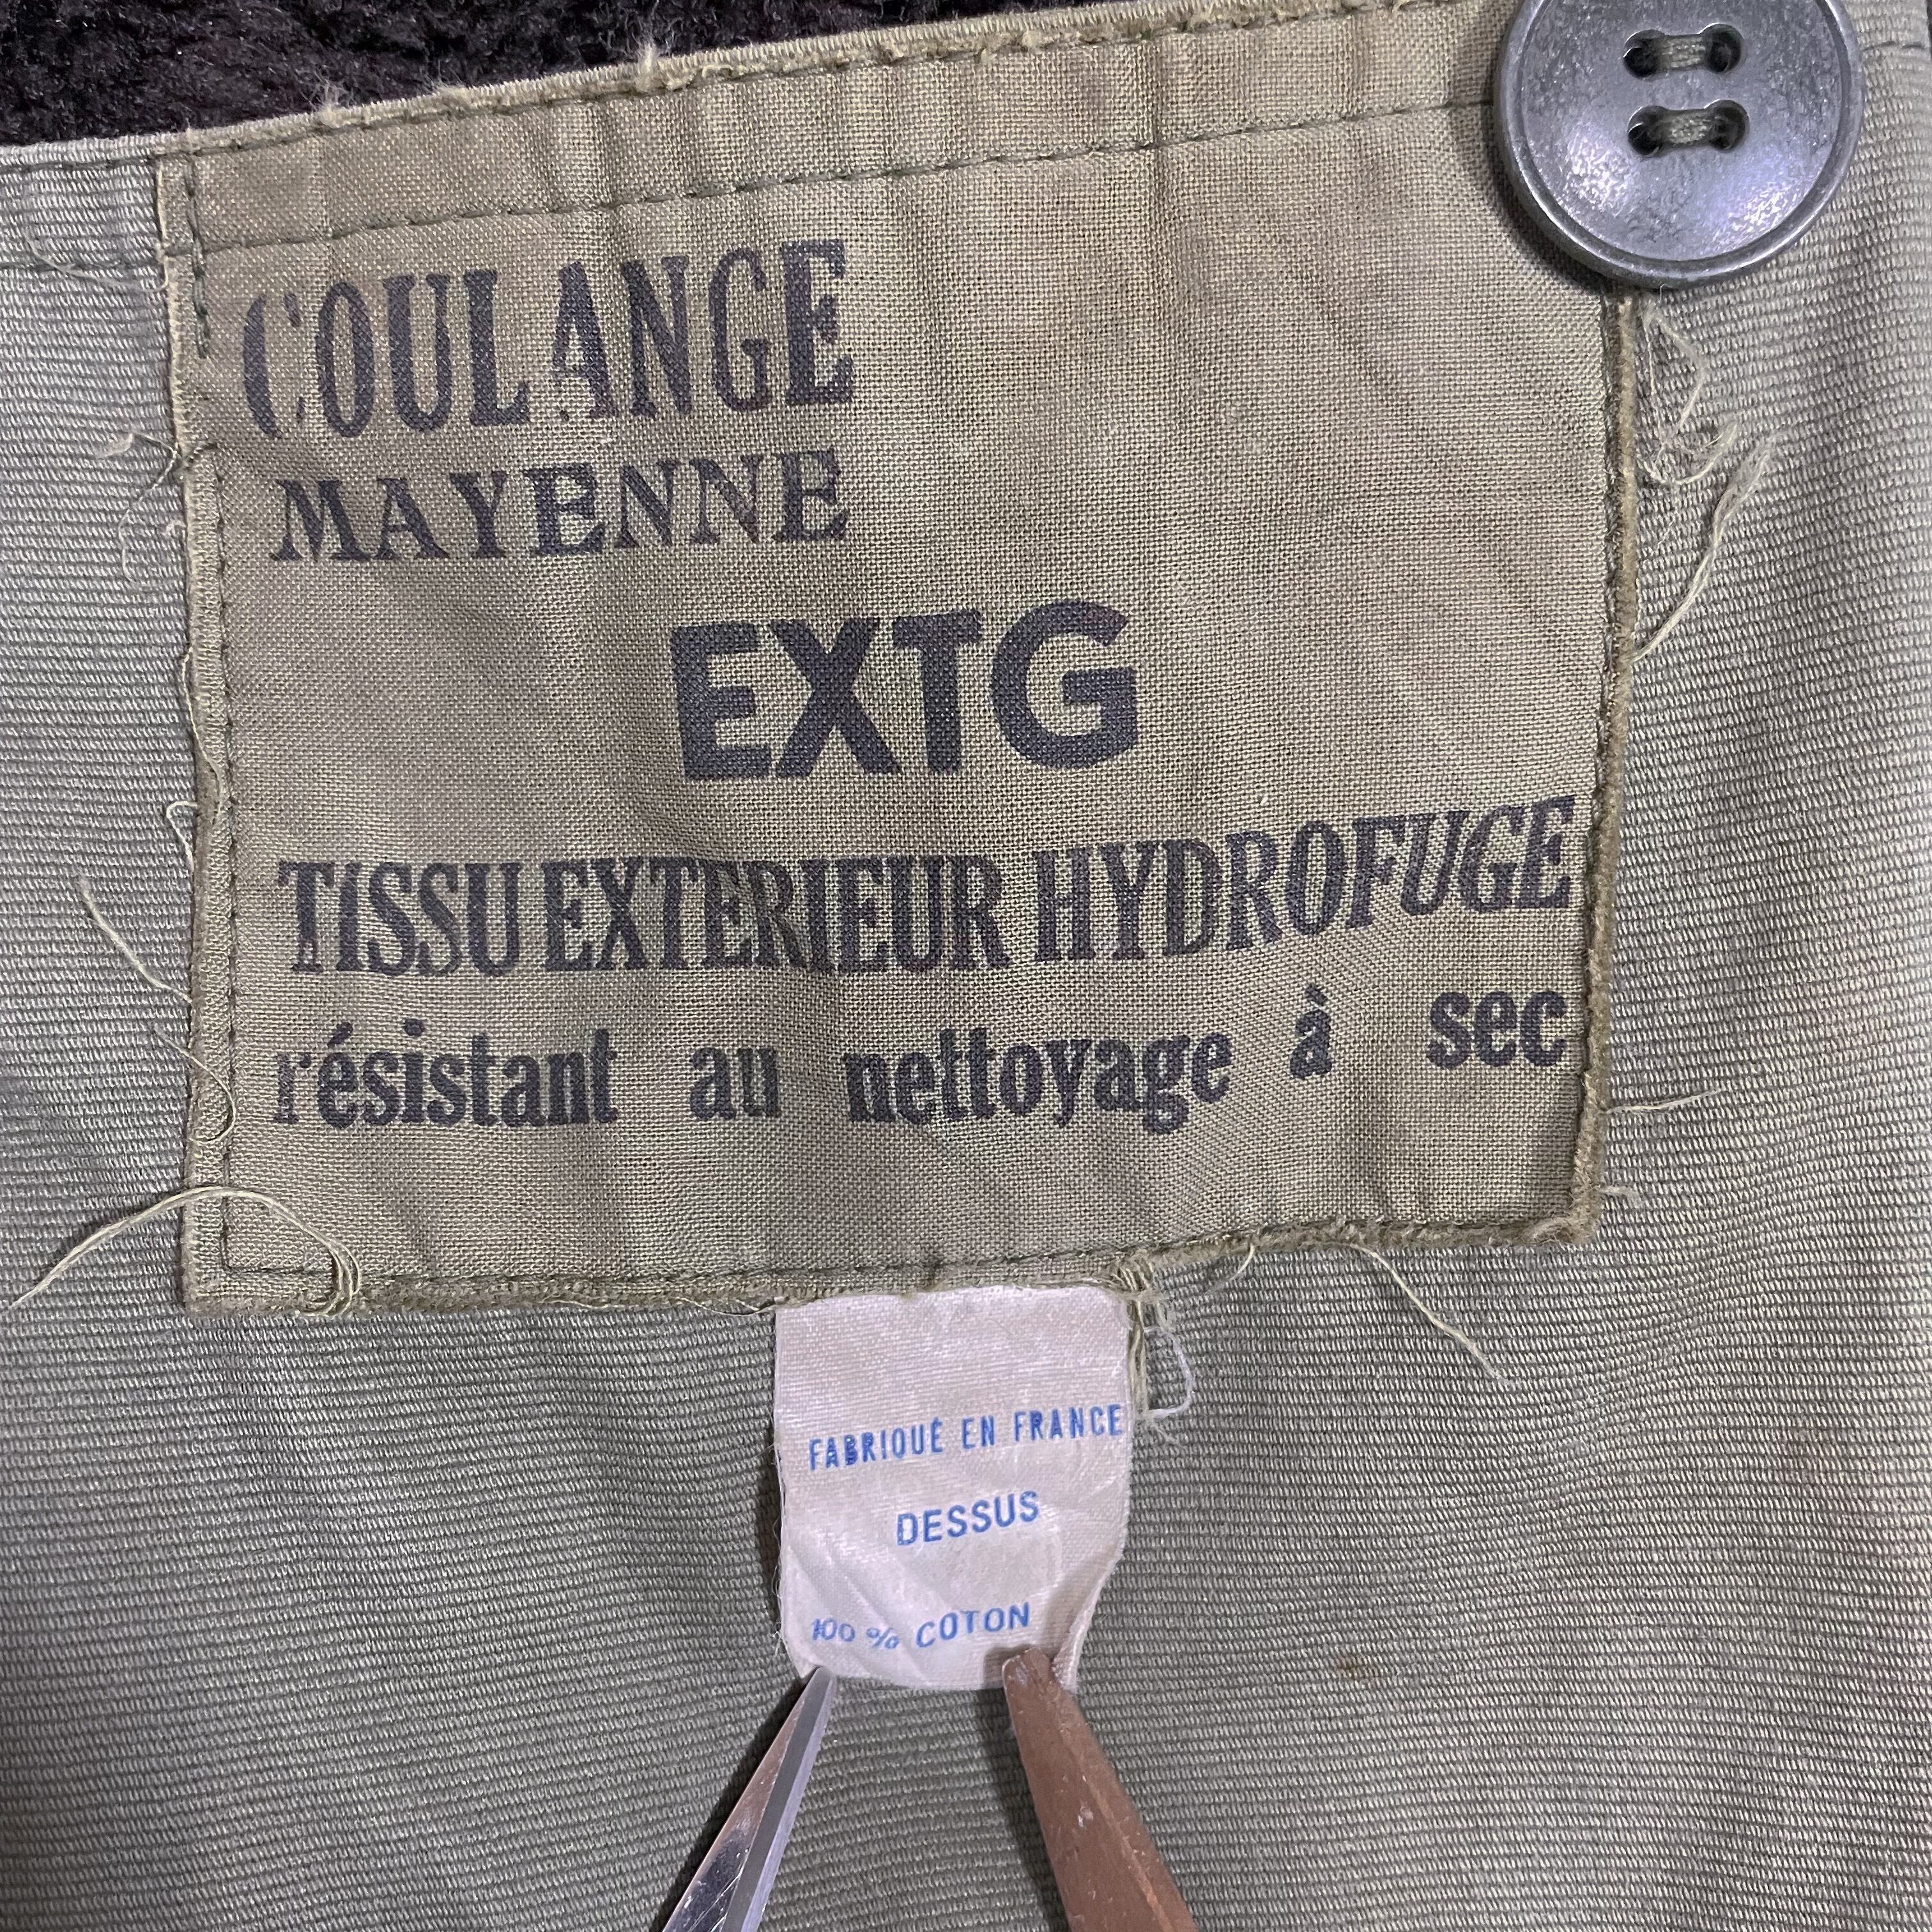 COULANGE
MAYENNE
EXTG
TISSU EXTERIEUR HYDROFUGE
résistant au nettoyage à sec
FABRIQUÉ EN FRANCE
DESSUS
100 % COTON